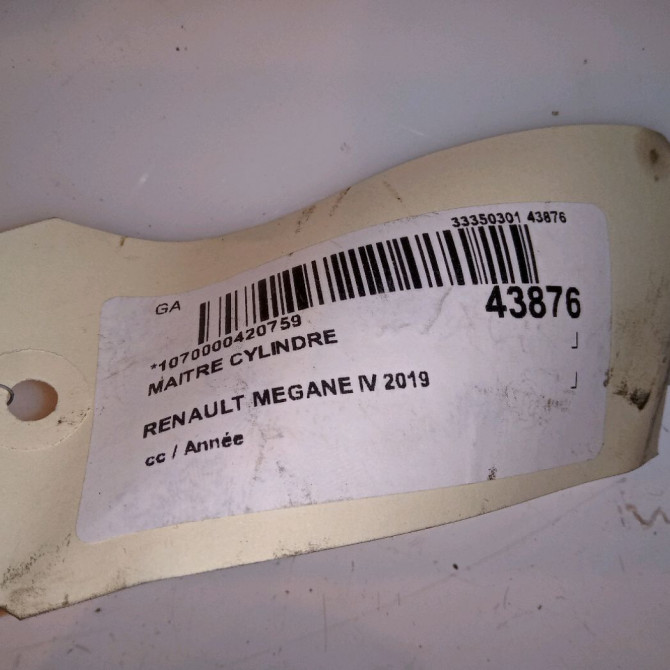 33350301 43876
GA
*1070000420759
43876
MAITRE CYLINDRE
RENAULT MEGANE IV 2019
cc / Année